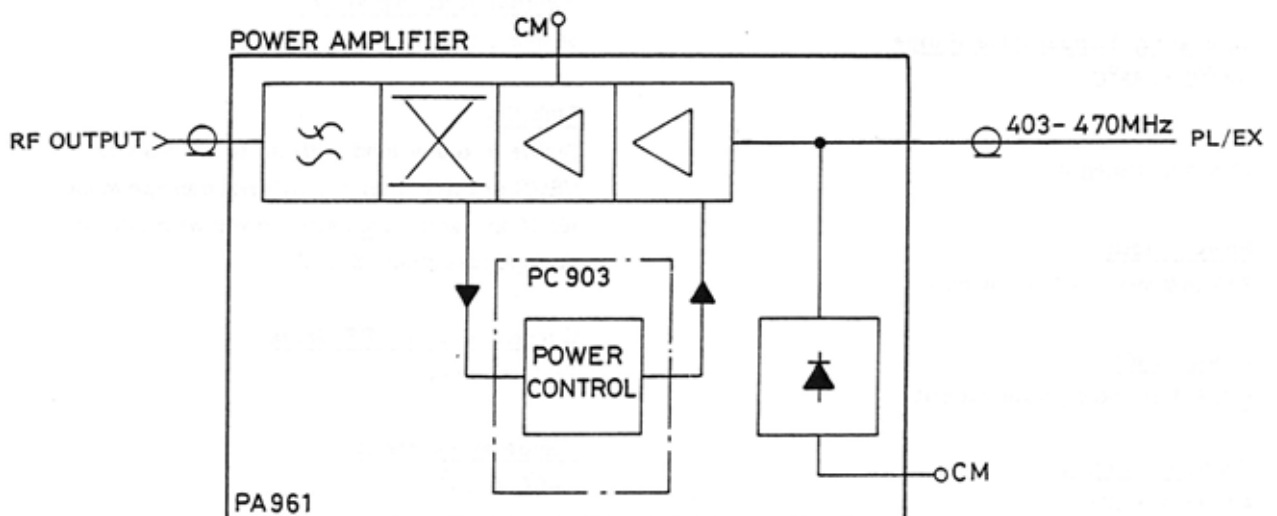 CM
POWER AMPLIFIER
RF OUTPUT
403-470MHz
PL/EX
PC 903
POWER
CONTROL
CM
PA961